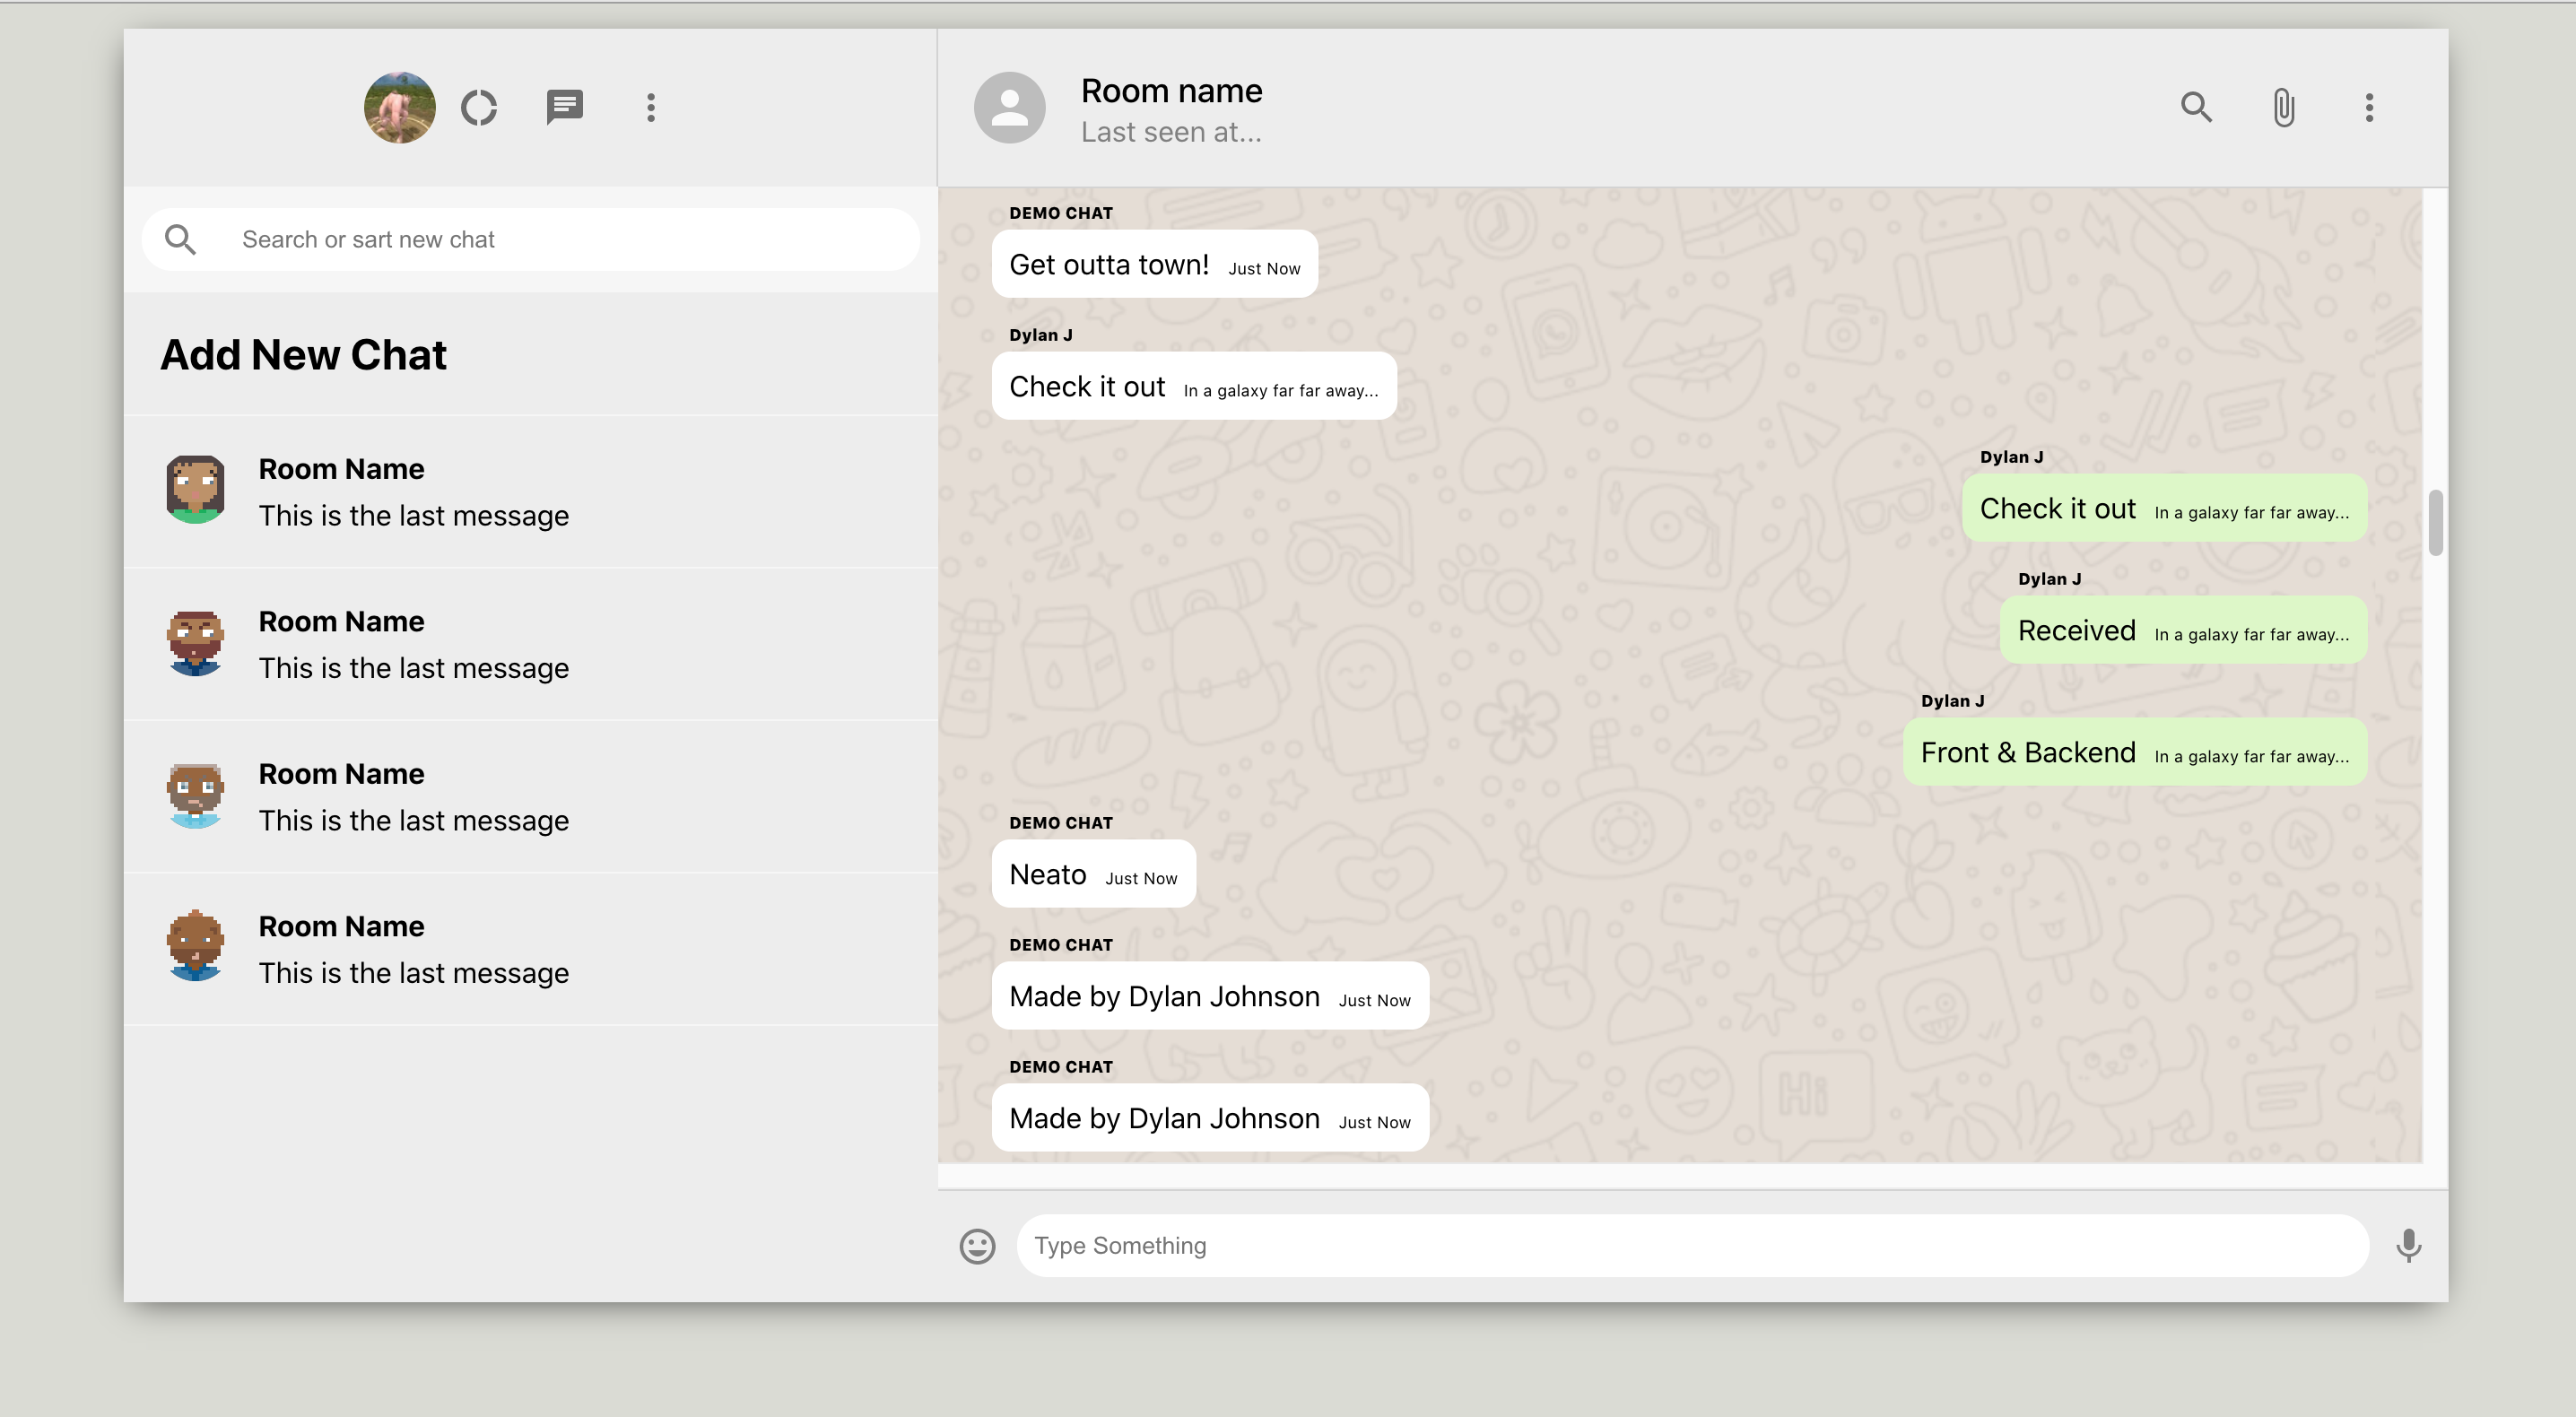 Room name
Last seen at...
Search or sart new chat
Add New Chat
Room Name
This is the last message
Room Name
This is the last message
Room Name
This is the last message
Room Name
This is the last message
DEMO CHAT
Get outta town! Just Now
Dylan J
Check it out In a galaxy far far away...
Dylan J
Check it out In a galaxy far far away...
Dylan J
Received In a galaxy far far away...
Dylan J
Front & Backend In a galaxy far far away...
DEMO CHAT
Neato Just Now
DEMO CHAT
Made by Dylan Johnson Just Now
DEMO CHAT
Made by Dylan Johnson Just Now
Hi
Type Something